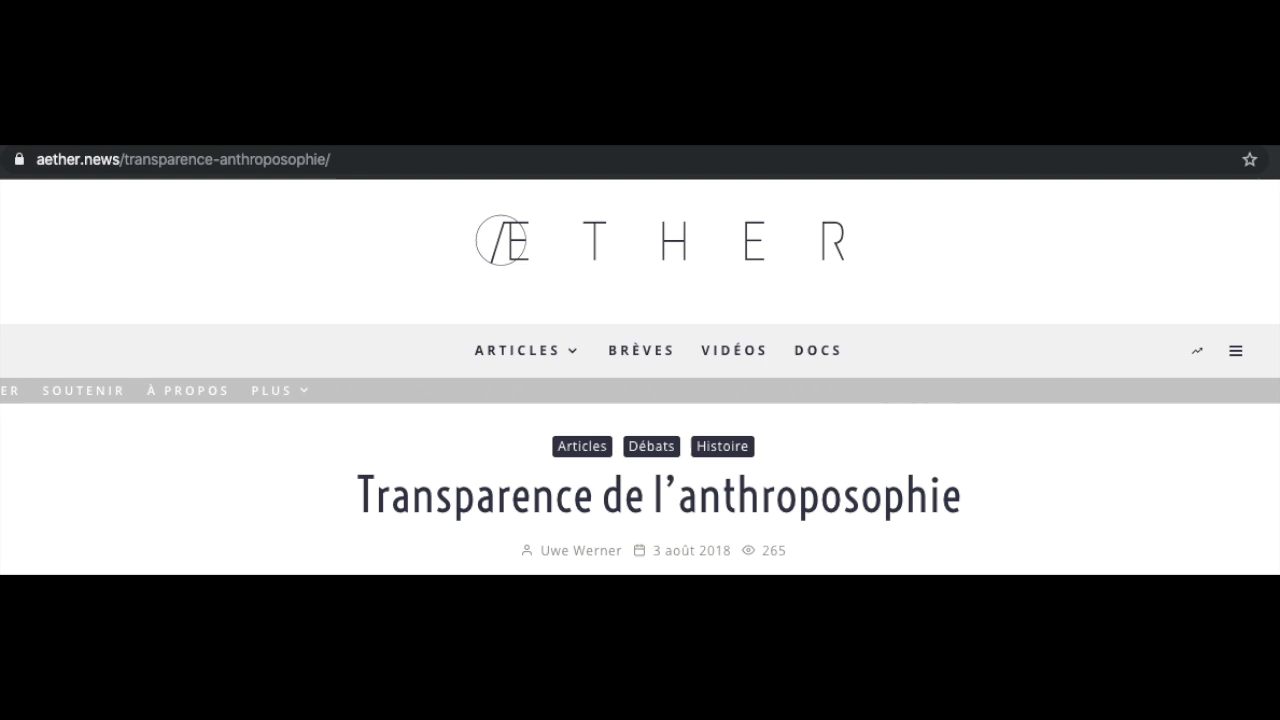 aether.news/transparence-anthroposophie/
ÆTHER
ARTICLES BRÈVES VIDÉOS DOCS
ER SOUTENIR À PROPOS PLUS
Articles Débats Histoire
Transparence de l’anthroposophie
Uwe Werner 3 août 2018 265